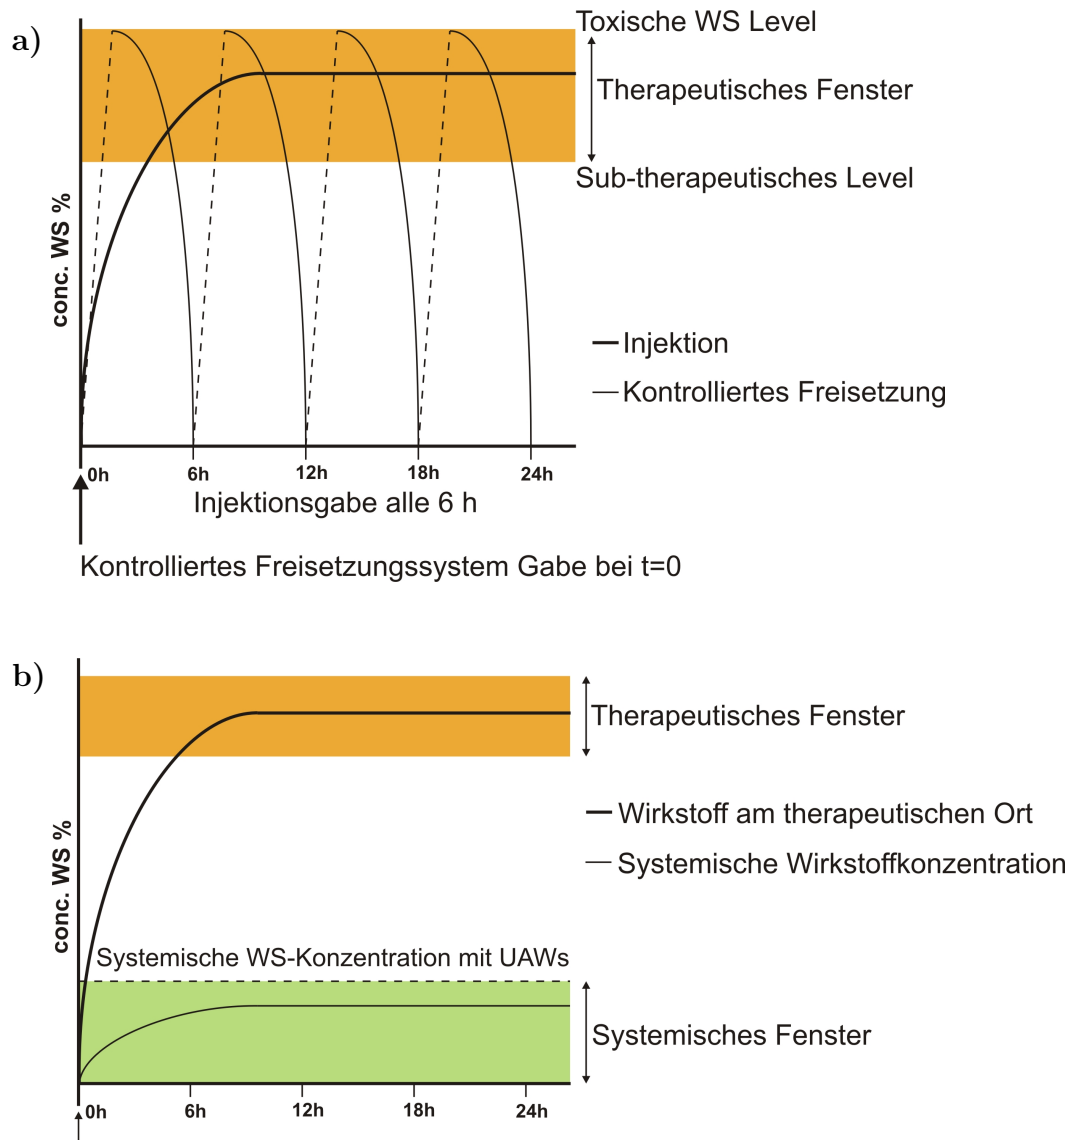 a)
Toxische WS Level
Therapeutisches Fenster
Sub-therapeutisches Level
conc. WS %
Injektion
Kontrolliertes Freisetzung
0h 6h 12h 18h 24h
Injektionsgabe alle 6 h
Kontrolliertes Freisetzungssystem Gabe bei t=0
b)
Therapeutisches Fenster
Wirkstoff am therapeutischen Ort
Systemische Wirkstoffkonzentration
conc. WS %
Systemische WS-Konzentration mit UAWs
Systemisches Fenster
0h 6h 12h 18h 24h